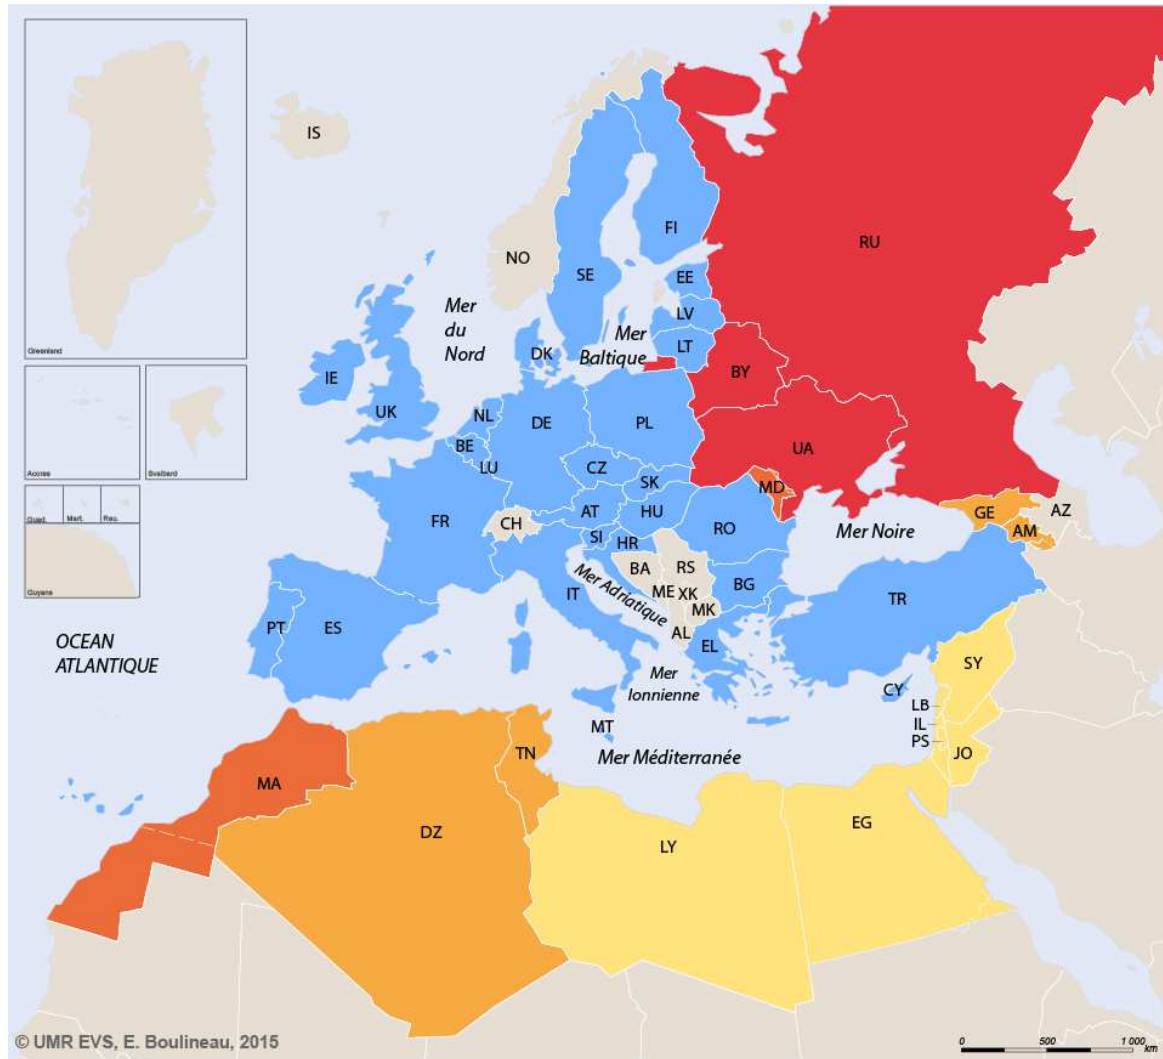 Greenland
Acores
Svalbard
Guad.
Mart.
Reu.
Guyane
IS
NO
SE
FI
RU
EE
LV
LT
Mer
du
Nord
Mer
Baltique
DK
IE
UK
NL
BE
LU
DE
PL
BY
UA
CZ
SK
MD
FR
CH
AT
HU
RO
SI
HR
BA
RS
ME
XK
MK
AL
BG
IT
Mer Adriatique
Mer Noire
GE
AM
AZ
PT
ES
EL
TR
OCEAN
ATLANTIQUE
Mer
Ionnienne
CY
SY
LB
IL
PS
JO
MT
Mer Méditerranée
MA
TN
DZ
LY
EG
© UMR EVS, E. Boulineau, 2015
0 500 1 000
km